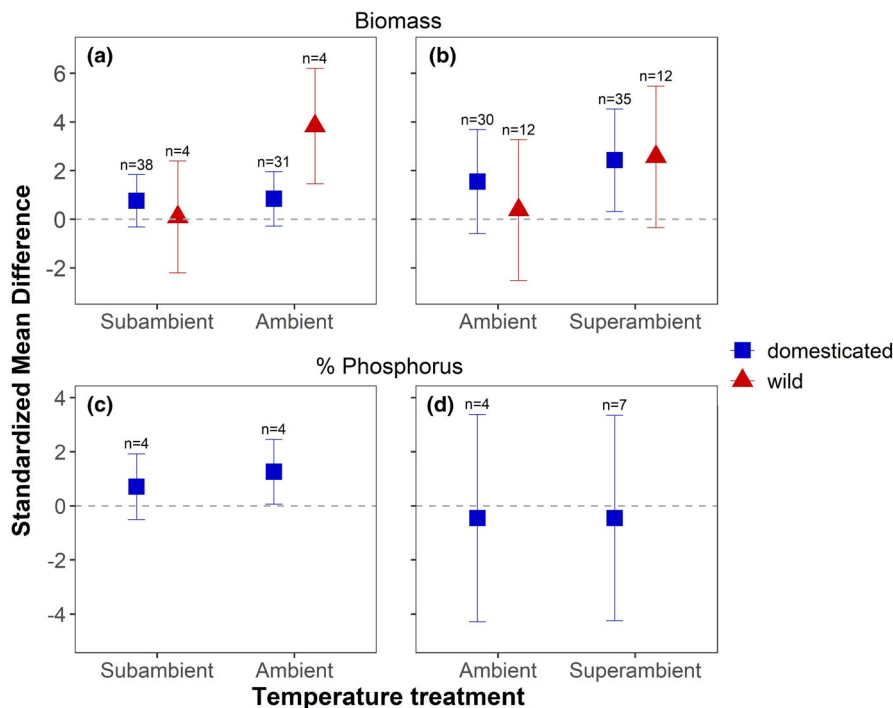 Biomass
(a)
(b)
6
4
2
0
-2
n=38
n=4
n=31
n=4
n=30
n=12
n=35
n=12
Subambient
Ambient
Ambient
Superambient
% Phosphorus
(c)
(d)
4
2
0
-2
-4
n=4
n=4
n=4
n=7
Subambient
Ambient
Ambient
Superambient
Standardized Mean Difference
Temperature treatment
domesticated
wild